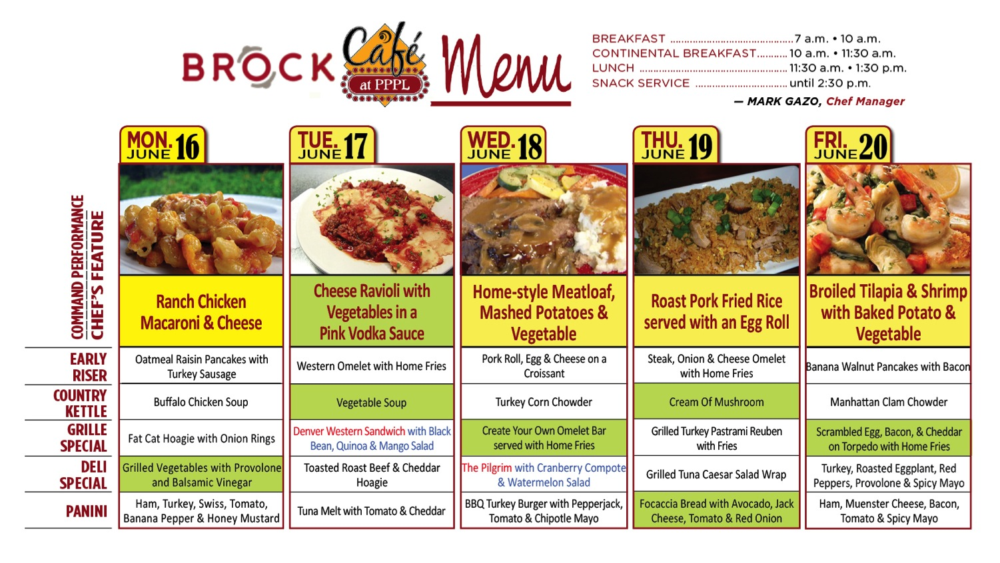 BROCK Café at PPPL Menu
BREAKFAST ............................................ 7 a.m. • 10 a.m.
CONTINENTAL BREAKFAST.......... 10 a.m. • 11:30 a.m.
LUNCH ..................................................... 11:30 a.m. • 1:30 p.m.
SNACK SERVICE ................................. until 2:30 p.m.
— MARK GAZO, Chef Manager
MON. JUNE 16
TUE. JUNE 17
WED. JUNE 18
THU. JUNE 19
FRI. JUNE 20
COMMAND PERFORMANCE
CHEF'S FEATURE
Ranch Chicken
Macaroni & Cheese
Cheese Ravioli with
Vegetables in a
Pink Vodka Sauce
Home-style Meatloaf,
Mashed Potatoes &
Vegetable
Roast Pork Fried Rice
served with an Egg Roll
Broiled Tilapia & Shrimp
with Baked Potato &
Vegetable
EARLY
RISER
Oatmeal Raisin Pancakes with
Turkey Sausage
Western Omelet with Home Fries
Pork Roll, Egg & Cheese on a
Croissant
Steak, Onion & Cheese Omelet
with Home Fries
Banana Walnut Pancakes with Bacon
COUNTRY
KETTLE
Buffalo Chicken Soup
Vegetable Soup
Turkey Corn Chowder
Cream Of Mushroom
Manhattan Clam Chowder
GRILLE
SPECIAL
Fat Cat Hoagie with Onion Rings
Denver Western Sandwich with Black
Bean, Quinoa & Mango Salad
Create Your Own Omelet Bar
served with Home Fries
Grilled Turkey Pastrami Reuben
with Fries
Scrambled Egg, Bacon, & Cheddar
on Torpedo with Home Fries
DELI
SPECIAL
Grilled Vegetables with Provolone
and Balsamic Vinegar
Toasted Roast Beef & Cheddar
Hoagie
The Pilgrim with Cranberry Compote
& Watermelon Salad
Grilled Tuna Caesar Salad Wrap
Turkey, Roasted Eggplant, Red
Peppers, Provolone & Spicy Mayo
PANINI
Ham, Turkey, Swiss, Tomato,
Banana Pepper & Honey Mustard
Tuna Melt with Tomato & Cheddar
BBQ Turkey Burger with Pepperjack,
Tomato & Chipotle Mayo
Focaccia Bread with Avocado, Jack
Cheese, Tomato & Red Onion
Ham, Muenster Cheese, Bacon,
Tomato & Spicy Mayo